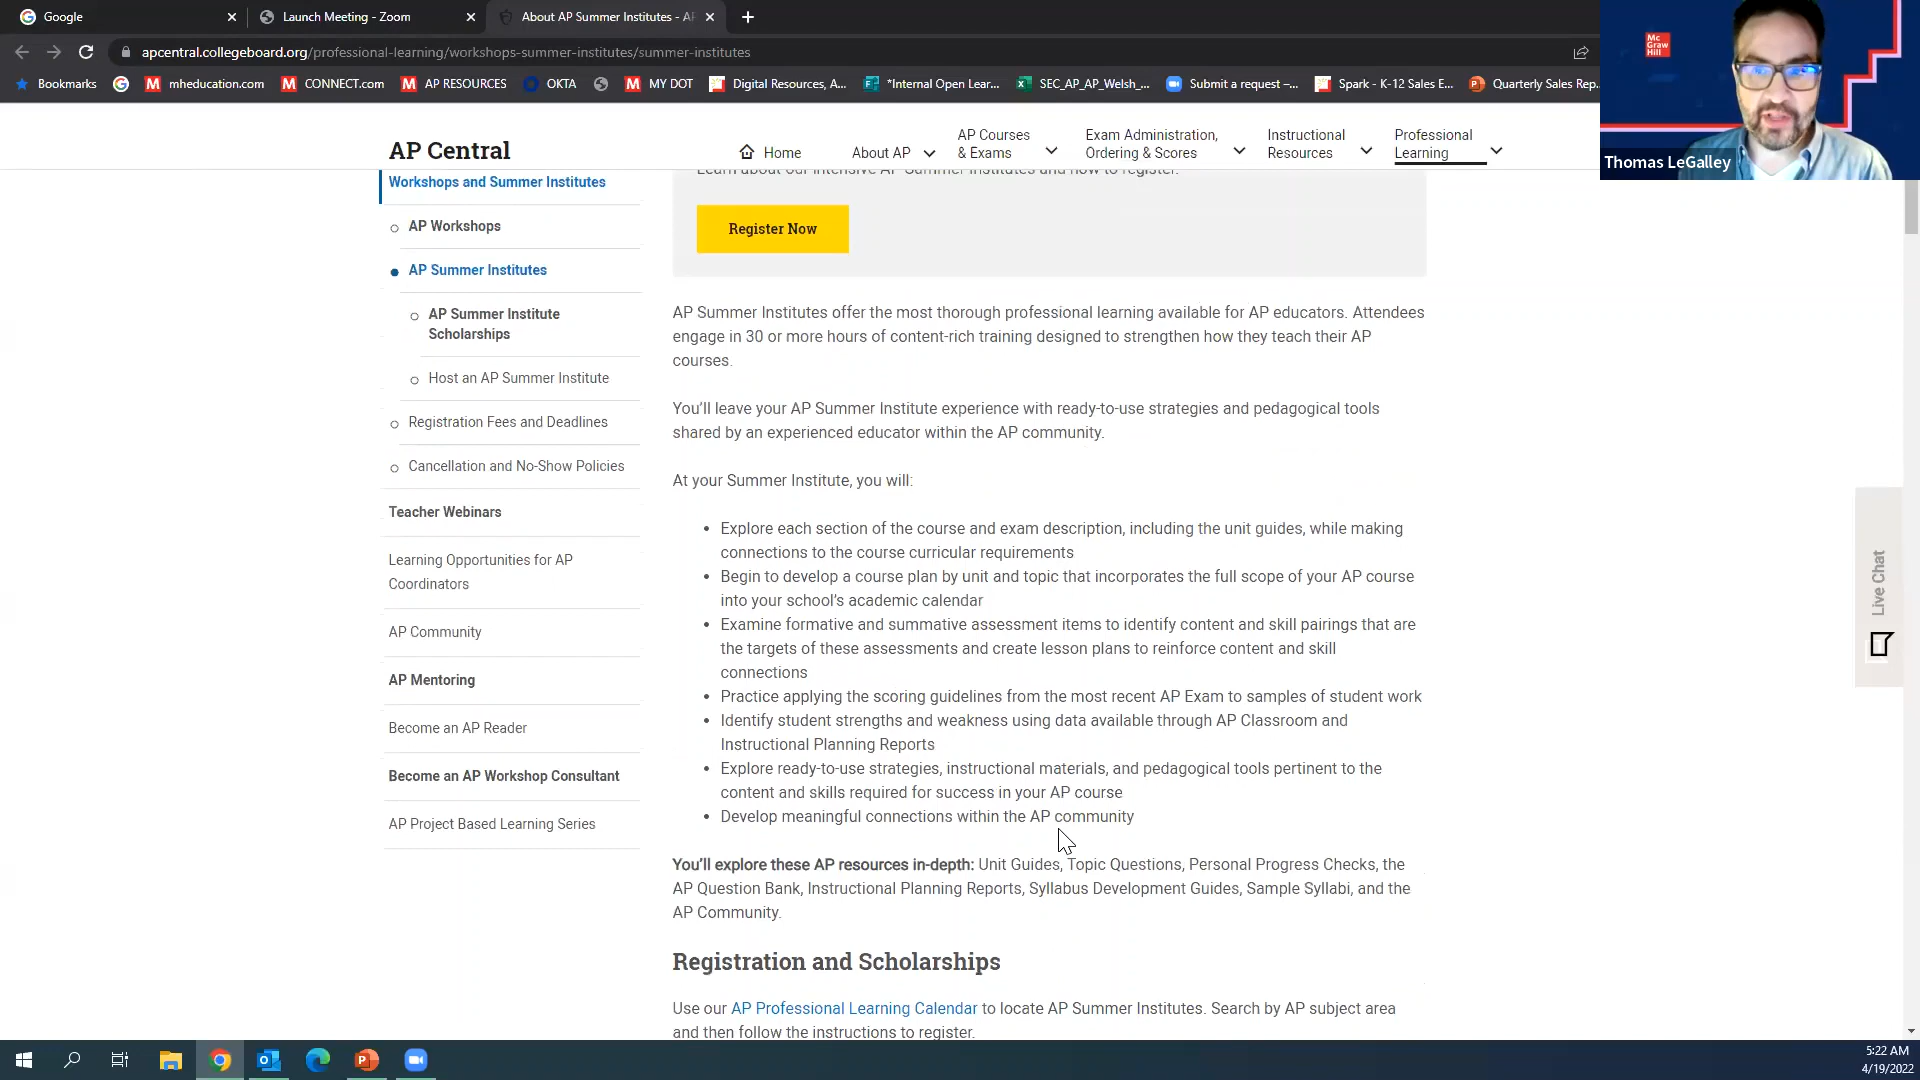 Google
Launch Meeting - Zoom
About AP Summer Institutes - AP
apcentral.collegeboard.org/professional-learning/workshops-summer-institutes/summer-institutes
Bookmarks
mheducation.com
CONNECT.com
AP RESOURCES
OKTA
MY DOT
Digital Resources, A...
*Internal Open Lear...
SEC_AP_AP_Welsh_...
Submit a request –...
Spark - K-12 Sales E...
Quarterly Sales Rep...
Mc
Graw
Hill
Thomas LeGalley
AP Central
Home
About AP
AP Courses
& Exams
Exam Administration,
Ordering & Scores
Instructional
Resources
Professional
Learning
Workshops and Summer Institutes
AP Workshops
AP Summer Institutes
AP Summer Institute
Scholarships
Host an AP Summer Institute
Registration Fees and Deadlines
Cancellation and No-Show Policies
Teacher Webinars
Learning Opportunities for AP
Coordinators
AP Community
AP Mentoring
Become an AP Reader
Become an AP Workshop Consultant
AP Project Based Learning Series
Learn about our intensive AP Summer Institutes and how to register.
Register Now
AP Summer Institutes offer the most thorough professional learning available for AP educators. Attendees
engage in 30 or more hours of content-rich training designed to strengthen how they teach their AP
courses.
You'll leave your AP Summer Institute experience with ready-to-use strategies and pedagogical tools
shared by an experienced educator within the AP community.
At your Summer Institute, you will:
• Explore each section of the course and exam description, including the unit guides, while making
connections to the course curricular requirements
• Begin to develop a course plan by unit and topic that incorporates the full scope of your AP course
into your school's academic calendar
• Examine formative and summative assessment items to identify content and skill pairings that are
the targets of these assessments and create lesson plans to reinforce content and skill
connections
• Practice applying the scoring guidelines from the most recent AP Exam to samples of student work
• Identify student strengths and weakness using data available through AP Classroom and
Instructional Planning Reports
• Explore ready-to-use strategies, instructional materials, and pedagogical tools pertinent to the
content and skills required for success in your AP course
• Develop meaningful connections within the AP community
You'll explore these AP resources in-depth: Unit Guides, Topic Questions, Personal Progress Checks, the
AP Question Bank, Instructional Planning Reports, Syllabus Development Guides, Sample Syllabi, and the
AP Community.
Registration and Scholarships
Use our AP Professional Learning Calendar to locate AP Summer Institutes. Search by AP subject area
and then follow the instructions to register.
Live Chat
5:22 AM
4/19/2022